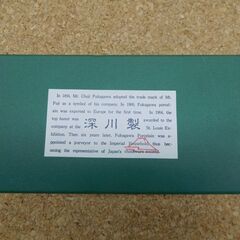 In 1894, Mr. Chuji Fukagawa adopted the trade mark of Mt.
Fuji as a symbol of his company. In 1900, Fukagawa porcel-
ain was exported to Europe for the first time. In 1904, the
top honor was 深川製 awarded to the
company at the St. Louis Ex-
hibition. Then six years later, Fukagawa Porcelain was a-
ppointed a purveyor to the Imperial Household, thus bec-
oming the representative of Japan's chinaware